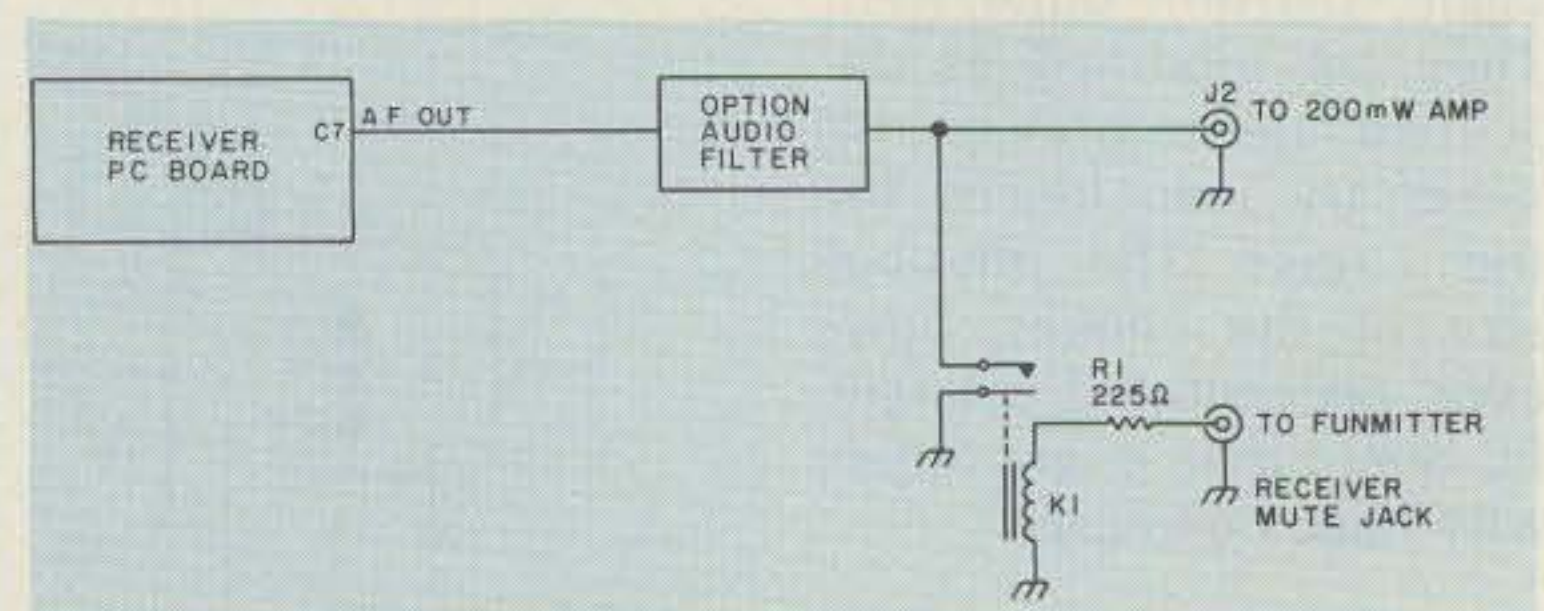 RECEIVER
PC BOARD
C7
AF OUT
OPTION
AUDIO
FILTER
J2
TO 200mW AMP
R1
225Ω
TO FUNMITTER
K1
RECEIVER
MUTE JACK